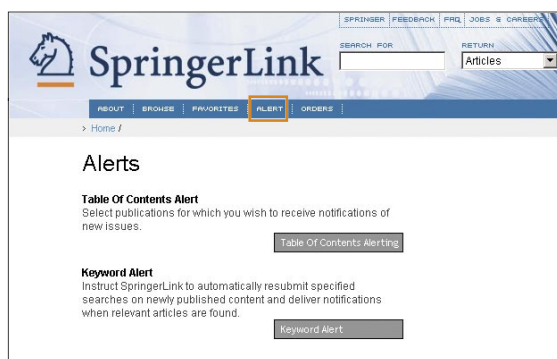 SPRINGER FEEDBACK FAQ JOBS & CAREERS
SpringerLink
SEARCH FOR
RETURN
Articles
ABOUT BROWSE FAVORITES ALERT ORDERS
> Home /
Alerts
Table Of Contents Alert
Select publications for which you wish to receive notifications of
new issues.
Table Of Contents Alerting
Keyword Alert
Instruct SpringerLink to automatically resubmit specified
searches on newly published content and deliver notifications
when relevant articles are found.
Keyword Alert